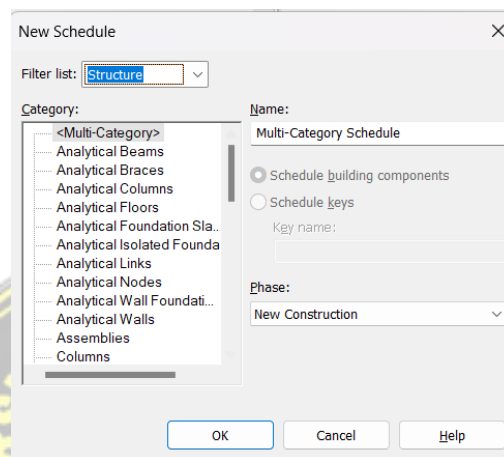 New Schedule
Filter list: Structure
Category:
<Multi-Category>
Analytical Beams
Analytical Braces
Analytical Columns
Analytical Floors
Analytical Foundation Sla..
Analytical Isolated Founda
Analytical Links
Analytical Nodes
Analytical Wall Foundati...
Analytical Walls
Assemblies
Columns
Name:
Multi-Category Schedule
Schedule building components
Schedule keys
Key name:
Phase:
New Construction
OK Cancel Help